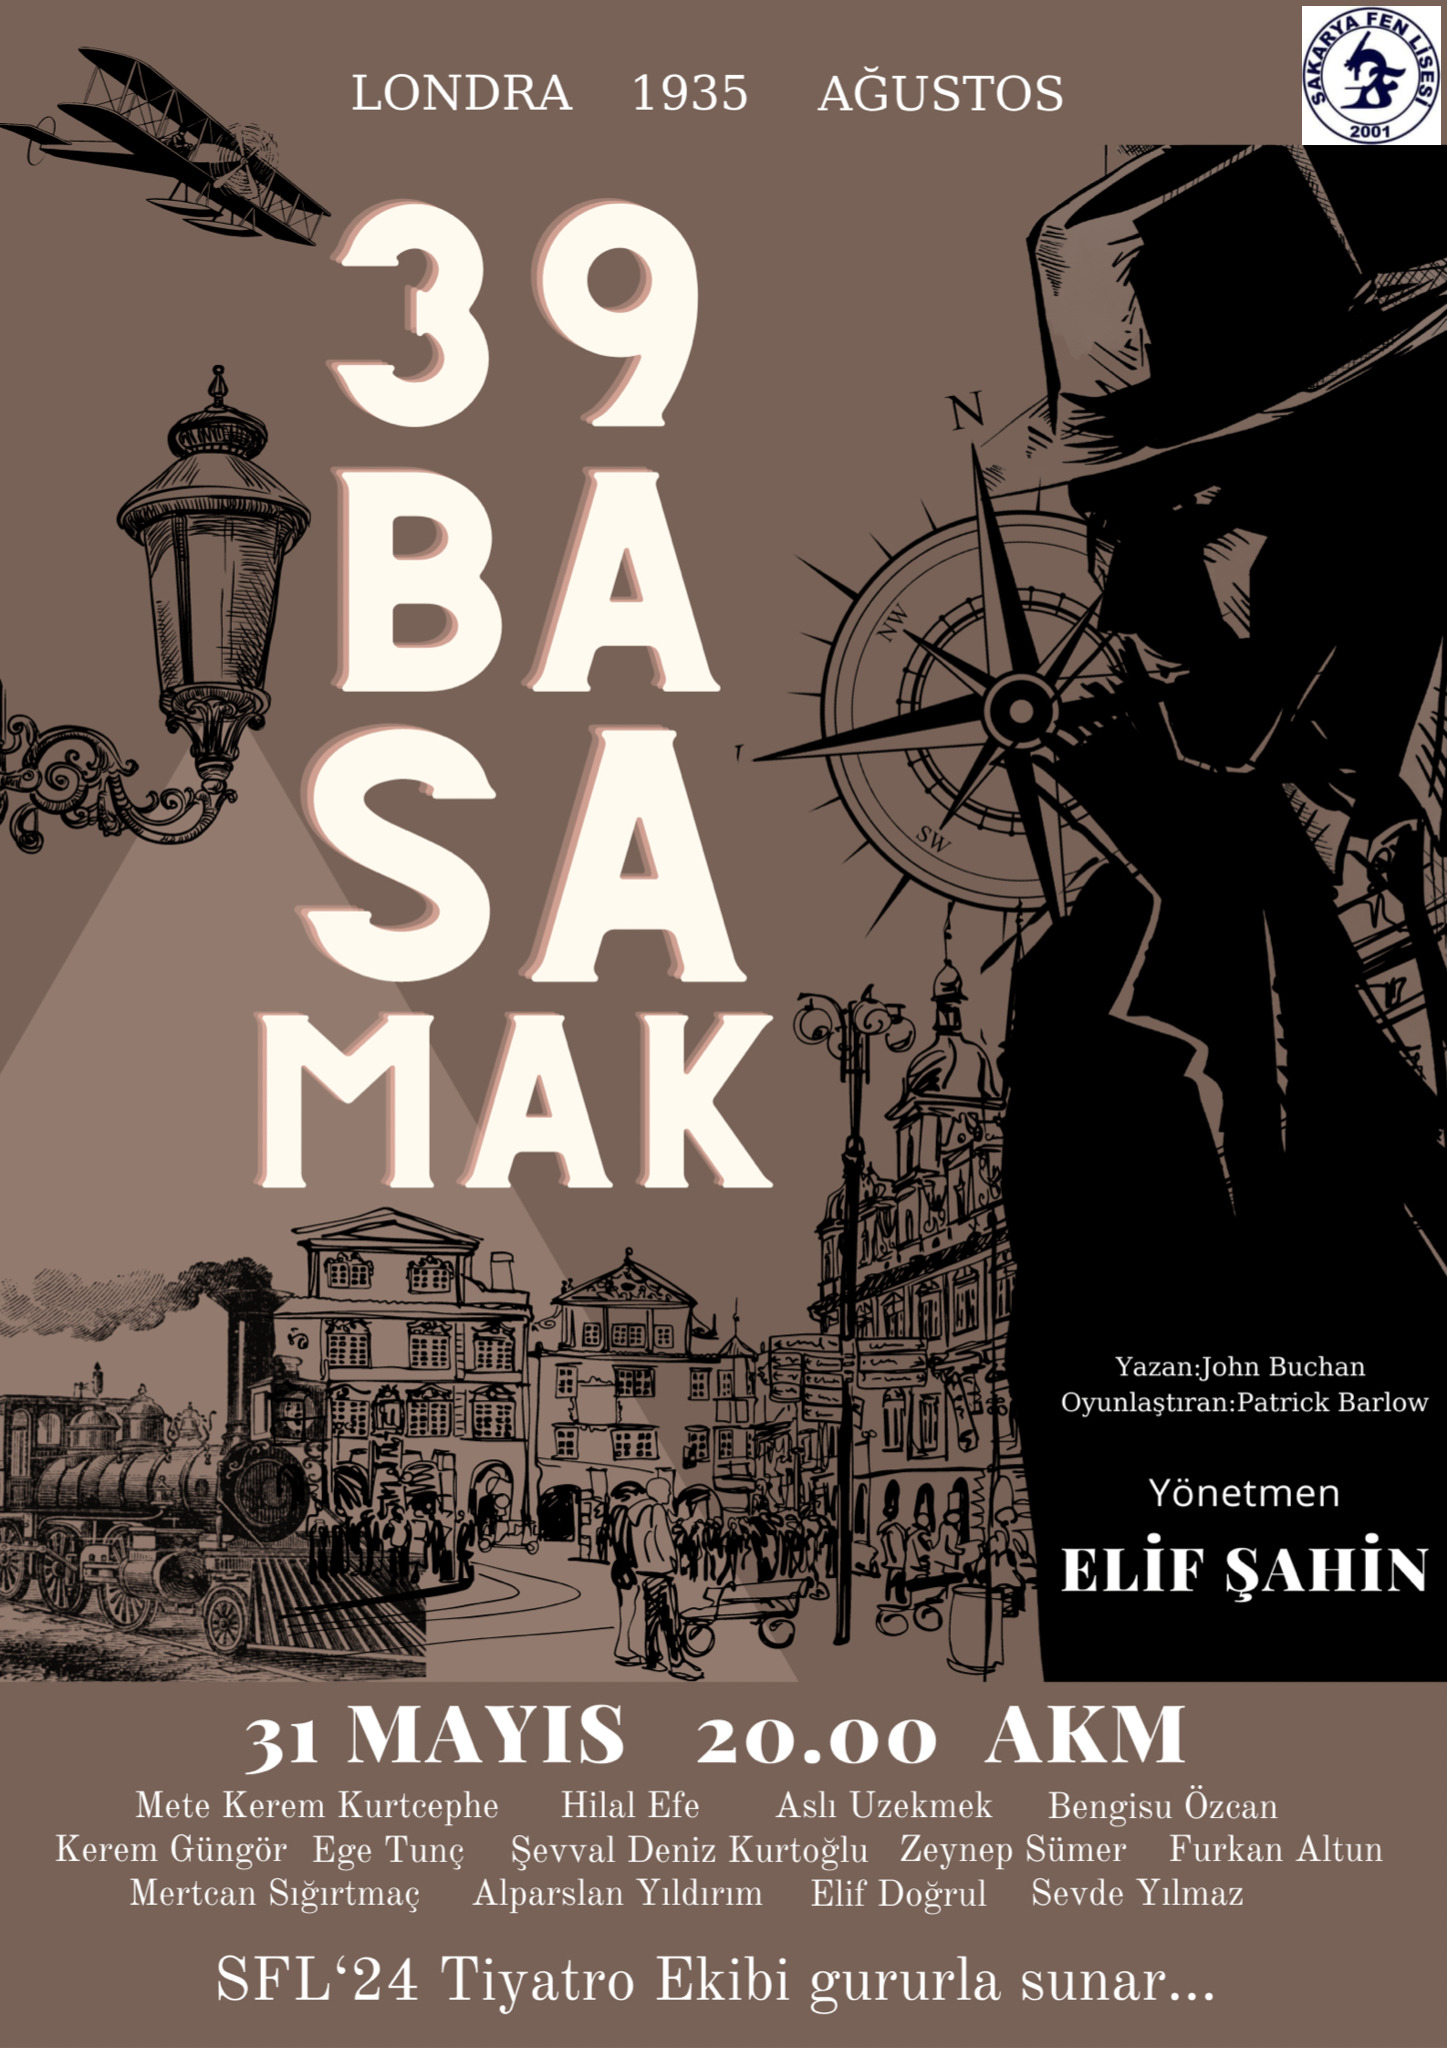 LONDRA 1935 AĞUSTOS
SAKARYA FEN LİSESİ
2001
39
BA
SA
MAK
N
NW
SW
Yazan:John Buchan
Oyunlaştıran:Patrick Barlow
Yönetmen
ELİF ŞAHİN
31 MAYIS 20.00 AKM
Mete Kerem Kurtcephe Hilal Efe Aslı Uzekmek Bengisu Özcan
Kerem Güngör Ege Tunç Şevval Deniz Kurtoğlu Zeynep Sümer Furkan Altun
Mertcan Sığırtmaç Alparslan Yıldırım Elif Doğrul Sevde Yılmaz
SFL‘24 Tiyatro Ekibi gururla sunar...